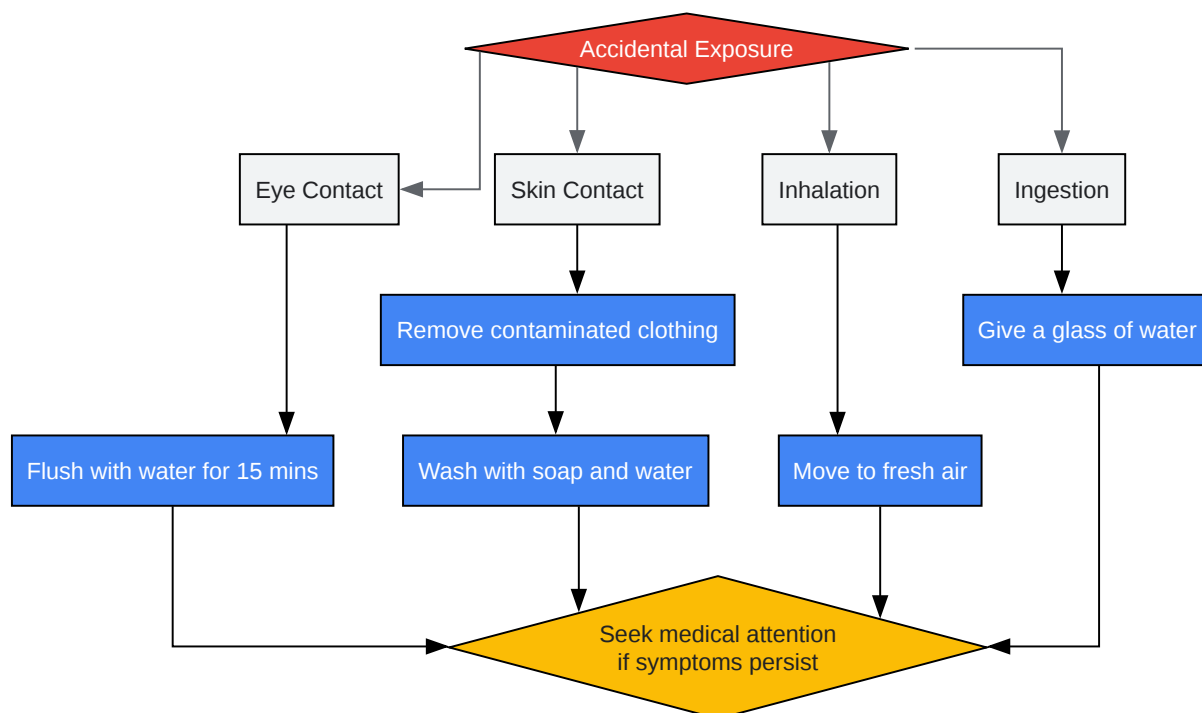 Accidental Exposure
Eye Contact
Skin Contact
Inhalation
Ingestion
Remove contaminated clothing
Give a glass of water
Flush with water for 15 mins
Wash with soap and water
Move to fresh air
Seek medical attention
if symptoms persist